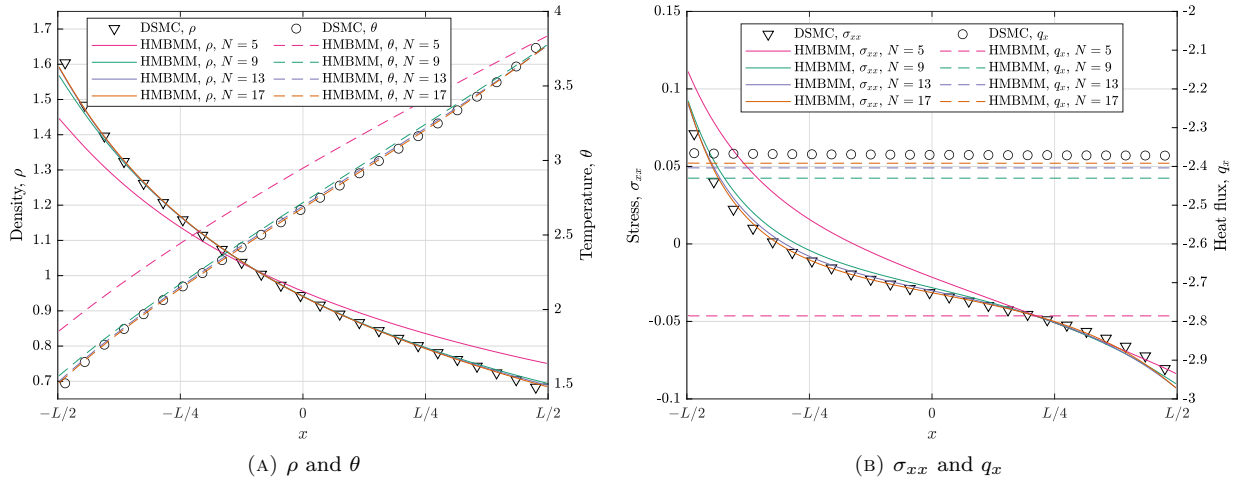 DSMC, ρ
DSMC, θ
HMBMM, ρ, N = 5
HMBMM, θ, N = 5
HMBMM, ρ, N = 9
HMBMM, θ, N = 9
HMBMM, ρ, N = 13
HMBMM, θ, N = 13
HMBMM, ρ, N = 17
HMBMM, θ, N = 17
1.7
1.6
1.5
1.4
1.3
1.2
1.1
1
0.9
0.8
0.7
Density, ρ
4
3.5
3
2.5
2
1.5
Temperature, θ
−L/2
−L/4
0
L/4
L/2
x
(A) ρ and θ
DSMC, σxx
DSMC, qx
HMBMM, σxx, N = 5
HMBMM, qx, N = 5
HMBMM, σxx, N = 9
HMBMM, qx, N = 9
HMBMM, σxx, N = 13
HMBMM, qx, N = 13
HMBMM, σxx, N = 17
HMBMM, qx, N = 17
0.15
0.1
0.05
0
-0.05
-0.1
Stress, σxx
-2
-2.1
-2.2
-2.3
-2.4
-2.5
-2.6
-2.7
-2.8
-2.9
-3
Heat flux, qx
−L/2
−L/4
0
L/4
L/2
x
(B) σxx and qx